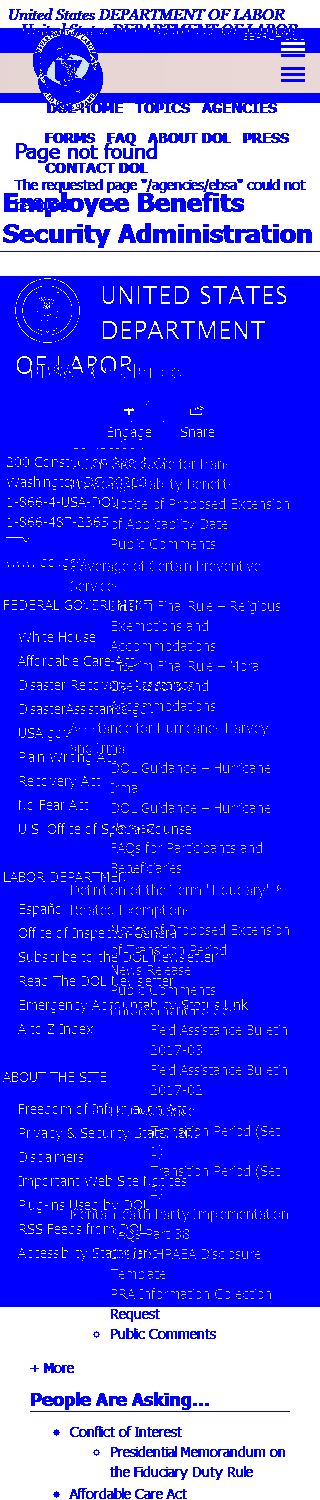 United States DEPARTMENT OF LABOR
United States DEPARTMENT OF LABOR
DOL HOME TOPICS AGENCIES
FORMS FAQ ABOUT DOL PRESS
Page not found
CONTACT DOL
The requested page "/agencies/ebsa" could not
Employee Benefits
Security Administration
UNITED STATES
DEPARTMENT
OF LABOR
Engage Share
200 Constitution
Washington
1-866-4-USA-DOL
Notice of Proposed Extension
1-866-487-2365
of Applicability Date
Public Comments
Coverage of Certain Preventive
Services
FEDERAL GOVERNMENT
Interim Final Rule – Religious
Exemptions and
White House
Accommodations
Affordable Care Act
Interim Final Rule – Moral
Disaster Recovery Assistance
DisasterAssistance.gov
Accommodations
USA.gov
Assistance for Hurricanes Harvey
and Irma
Plain Writing Act
DOL Guidance – Hurricane
Irma
Recovery Act
No Fear Act
DOL Guidance – Hurricane
U.S. Office of Special Counsel
FAQs for Participants and
Beneficiaries
LABOR DEPARTMENT
Definition of the Term "Fiduciary" &
Español
Related Exemptions
Office of Inspector General
Notice of Proposed Extension
of Transition Period
Subscribe to the DOL Newsletter
News Release
Read The DOL Newsletter
Public Comments
Emergency Accountability Status Link
A to Z Index
Field Assistance Bulletin
2017-03
Field Assistance Bulletin
ABOUT THE SITE
2017-02
Freedom of Information Act
Privacy & Security Statement
Transition Period (Set
Disclaimers
Transition Period (Set
Important Web Site Notices
Plug-ins Used by DOL
Mental Health Parity Implementation
RSS Feeds from DOL
FAQs Part 38
Accessibility Statement
MHPAEA Disclosure
Template
PRA Information Collection
Request
Public Comments
+ More
People Are Asking...
Conflict of Interest
Presidential Memorandum on
the Fiduciary Duty Rule
Affordable Care Act